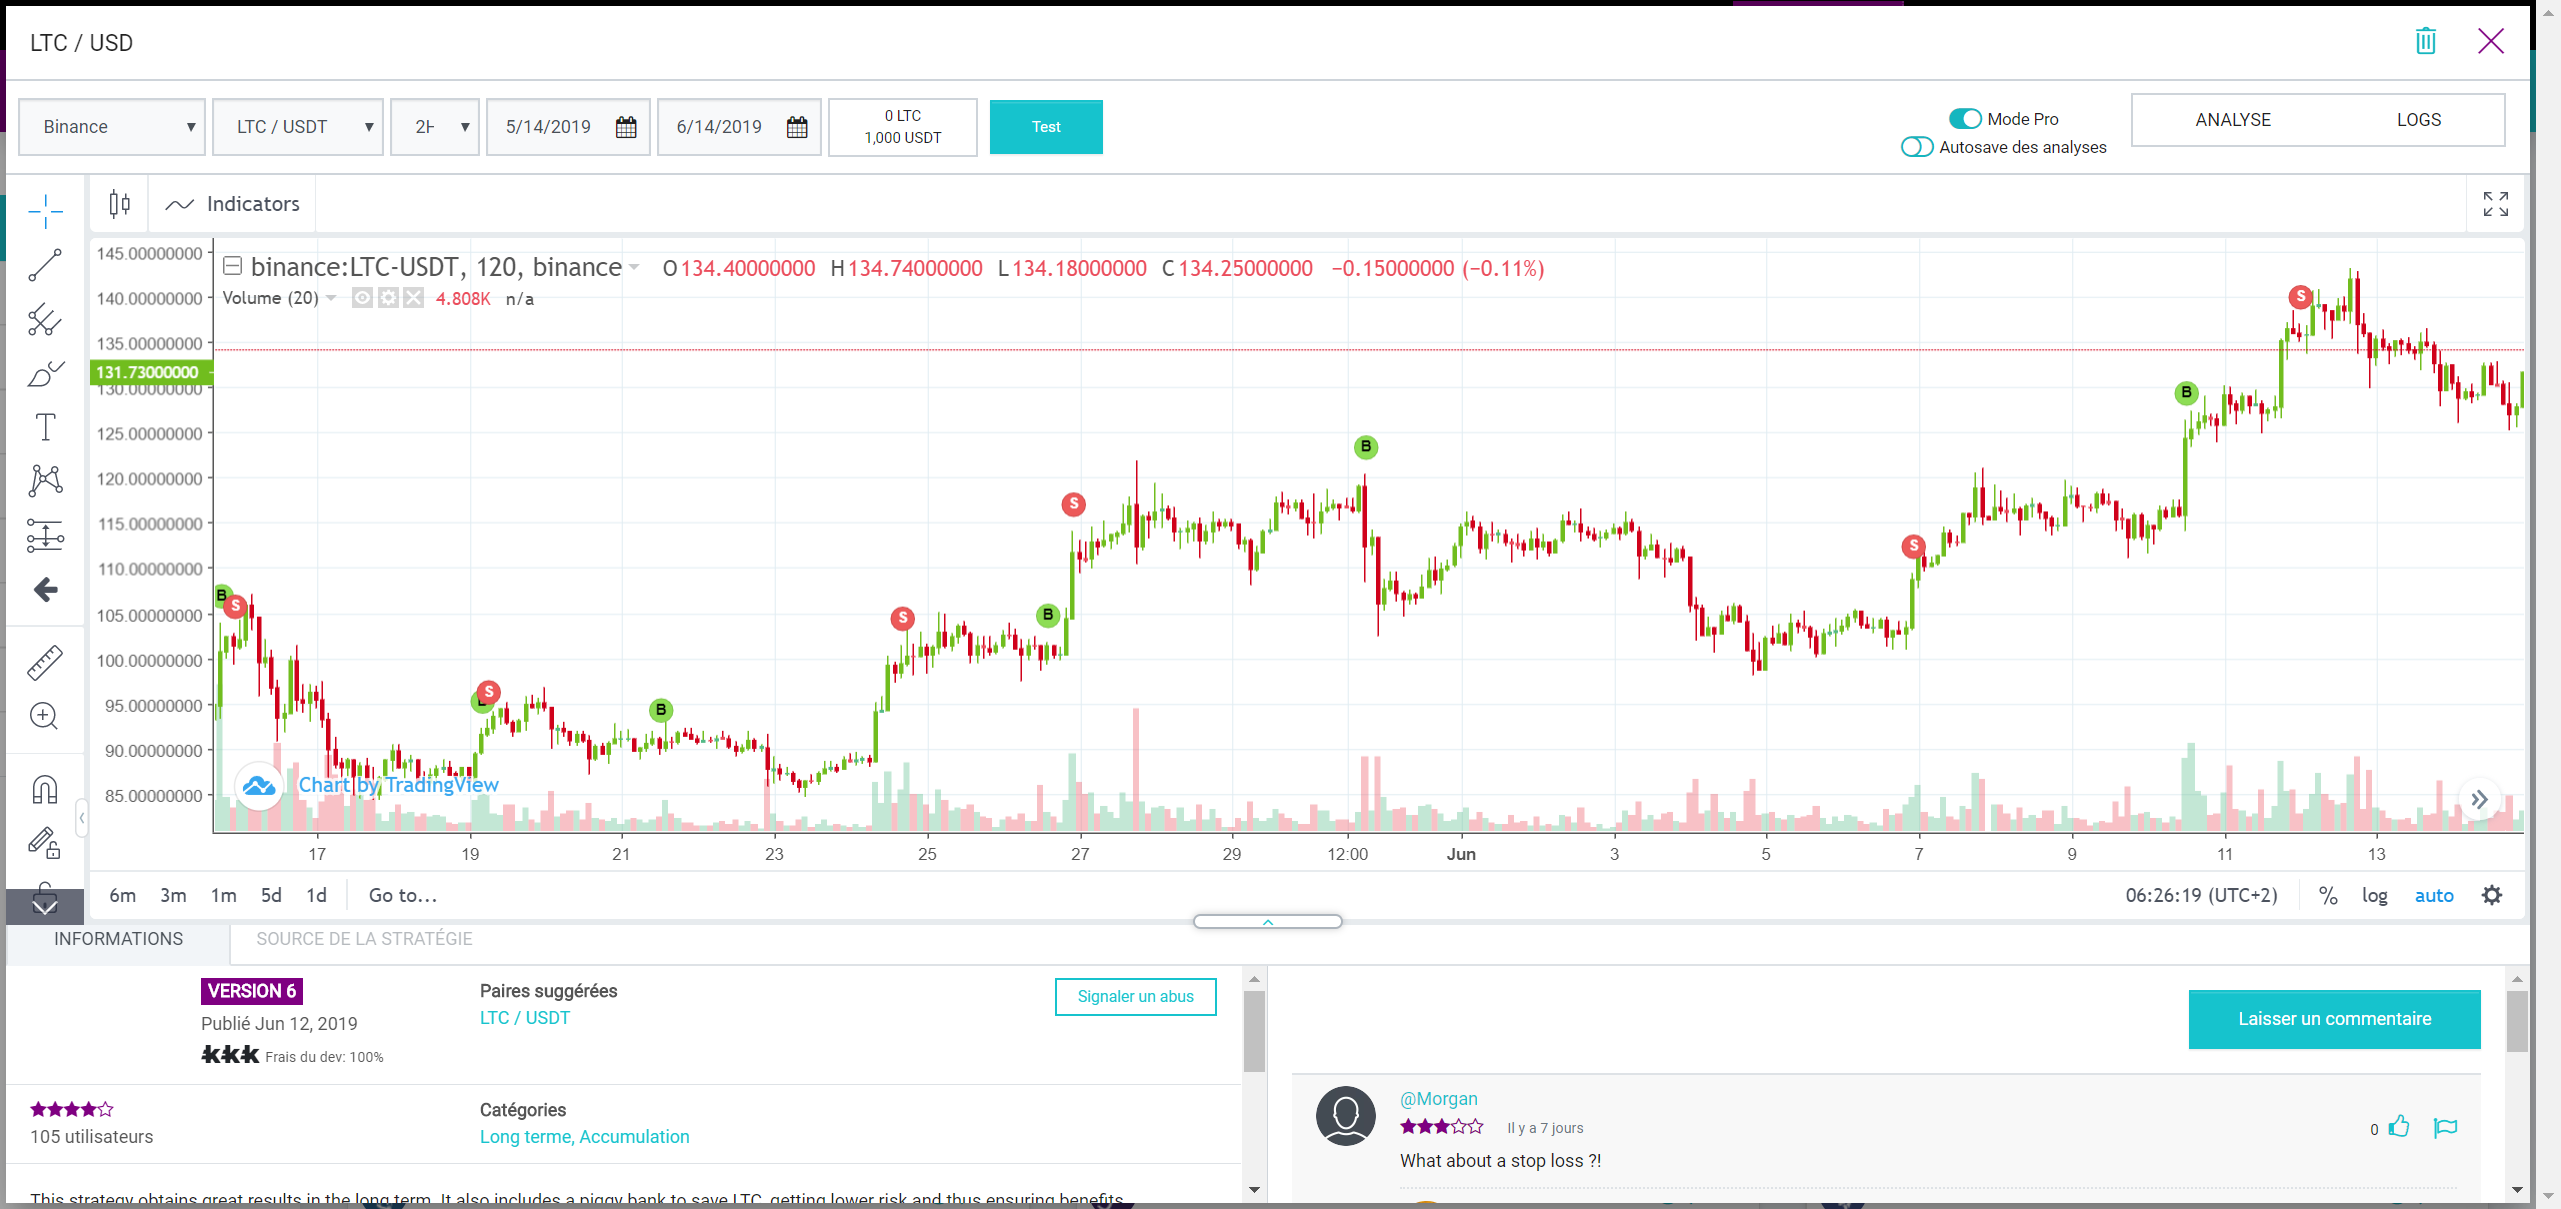 LTC / USD
Binance
LTC / USDT
2H
5/14/2019
6/14/2019
0 LTC
1,000 USDT
Test
Mode Pro
Autosave des analyses
ANALYSE
LOGS
Indicators
binance:LTC-USDT, 120, binance
O134.40000000 H134.74000000 L134.18000000 C134.25000000 −0.15000000 (−0.11%)
Volume (20)
4.808K n/a
145.00000000
140.00000000
135.00000000
131.73000000
130.00000000
125.00000000
120.00000000
115.00000000
110.00000000
105.00000000
100.00000000
95.00000000
90.00000000
85.00000000
B
S
S
B
S
B
S
B
S
B
S
Chart by TradingView
17 19 21 23 25 27 29 12:00 Jun 3 5 7 9 11 13
6m 3m 1m 5d 1d Go to...
06:26:19 (UTC+2) % log auto
INFORMATIONS
SOURCE DE LA STRATÉGIE
VERSION 6
Publié Jun 12, 2019
Frais du dev: 100%
Paires suggérées
LTC / USDT
Signaler un abus
105 utilisateurs
Catégories
Long terme, Accumulation
This strategy obtains great results in the long term. It also includes a piggy bank to save LTC, getting lower risk and thus ensuring benefits
Laisser un commentaire
@Morgan
Il y a 7 jours
0
What about a stop loss ?!